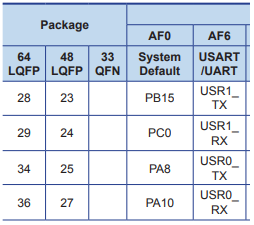 Package
AF0 AF6
64 LQFP 48 LQFP 33 QFN System Default USART /UART
28 23 PB15 USR1_ TX
29 24 PC0 USR1_ RX
34 25 PA8 USR0_ TX
36 27 PA10 USR0_ RX